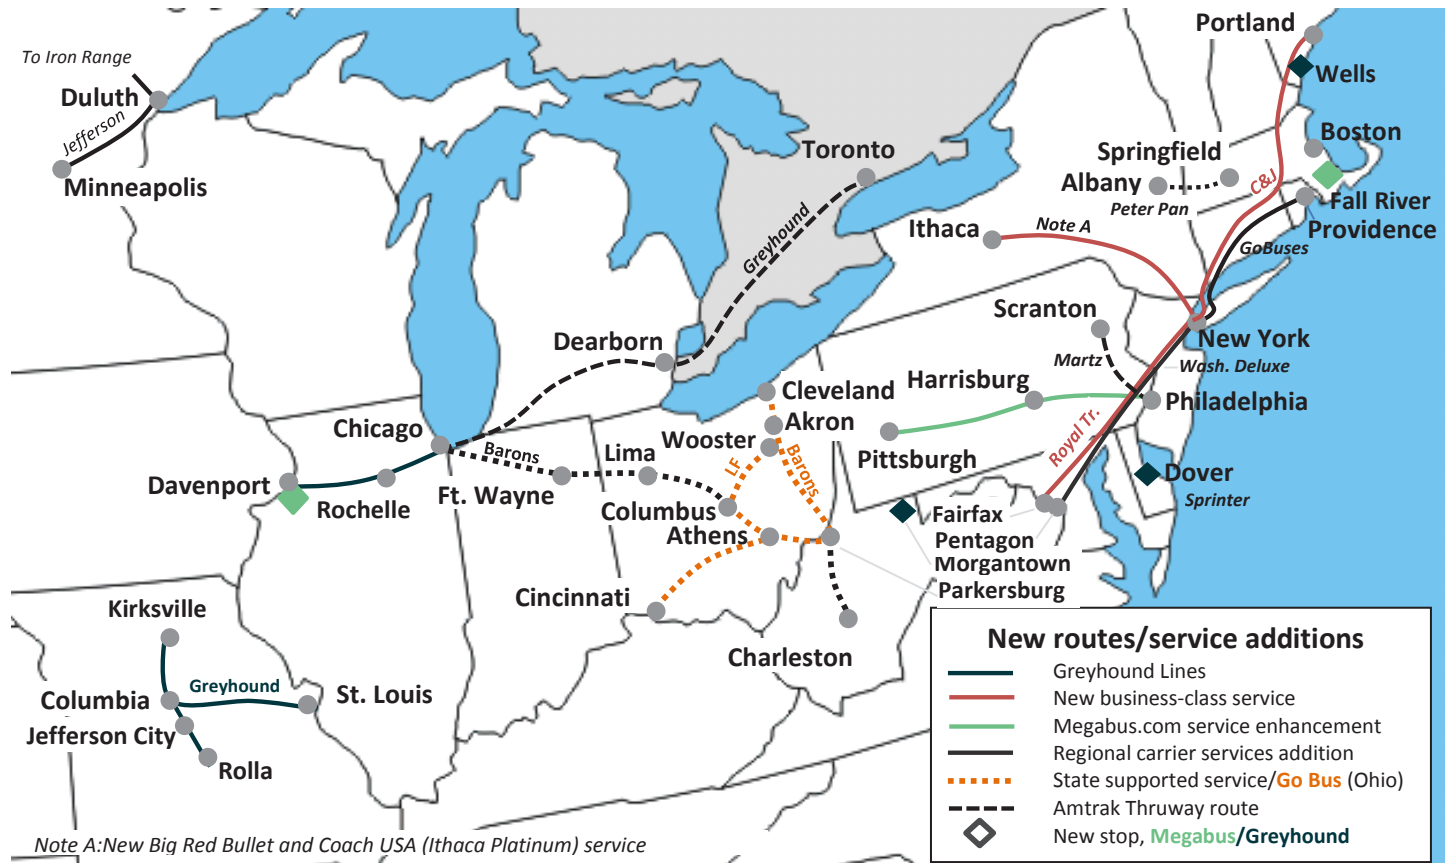 Portland
To Iron Range
Wells
Duluth
Jefferson
Boston
Toronto
Springfield
Minneapolis
Albany
C&J
Peter Pan
Fall River
Ithaca
Note A
Greyhound
Providence
GoBuses
Scranton
Dearborn
New York
Martz
Wash. Deluxe
Harrisburg
Cleveland
Philadelphia
Akron
Chicago
Wooster
Royal Tr.
Barons
Lima
LF
Barons
Pittsburgh
Davenport
Ft. Wayne
Dover
Rochelle
Columbus
Sprinter
Fairfax
Athens
Pentagon
Morgantown
Parkersburg
Cincinnati
Kirksville
New routes/service additions
Charleston
Greyhound Lines
Greyhound
St. Louis
Columbia
New business-class service
Megabus.com service enhancement
Jefferson City
Regional carrier services addition
Rolla
State supported service/Go Bus (Ohio)
Amtrak Thruway route
New stop, Megabus/Greyhound
Note A:New Big Red Bullet and Coach USA (Ithaca Platinum) service